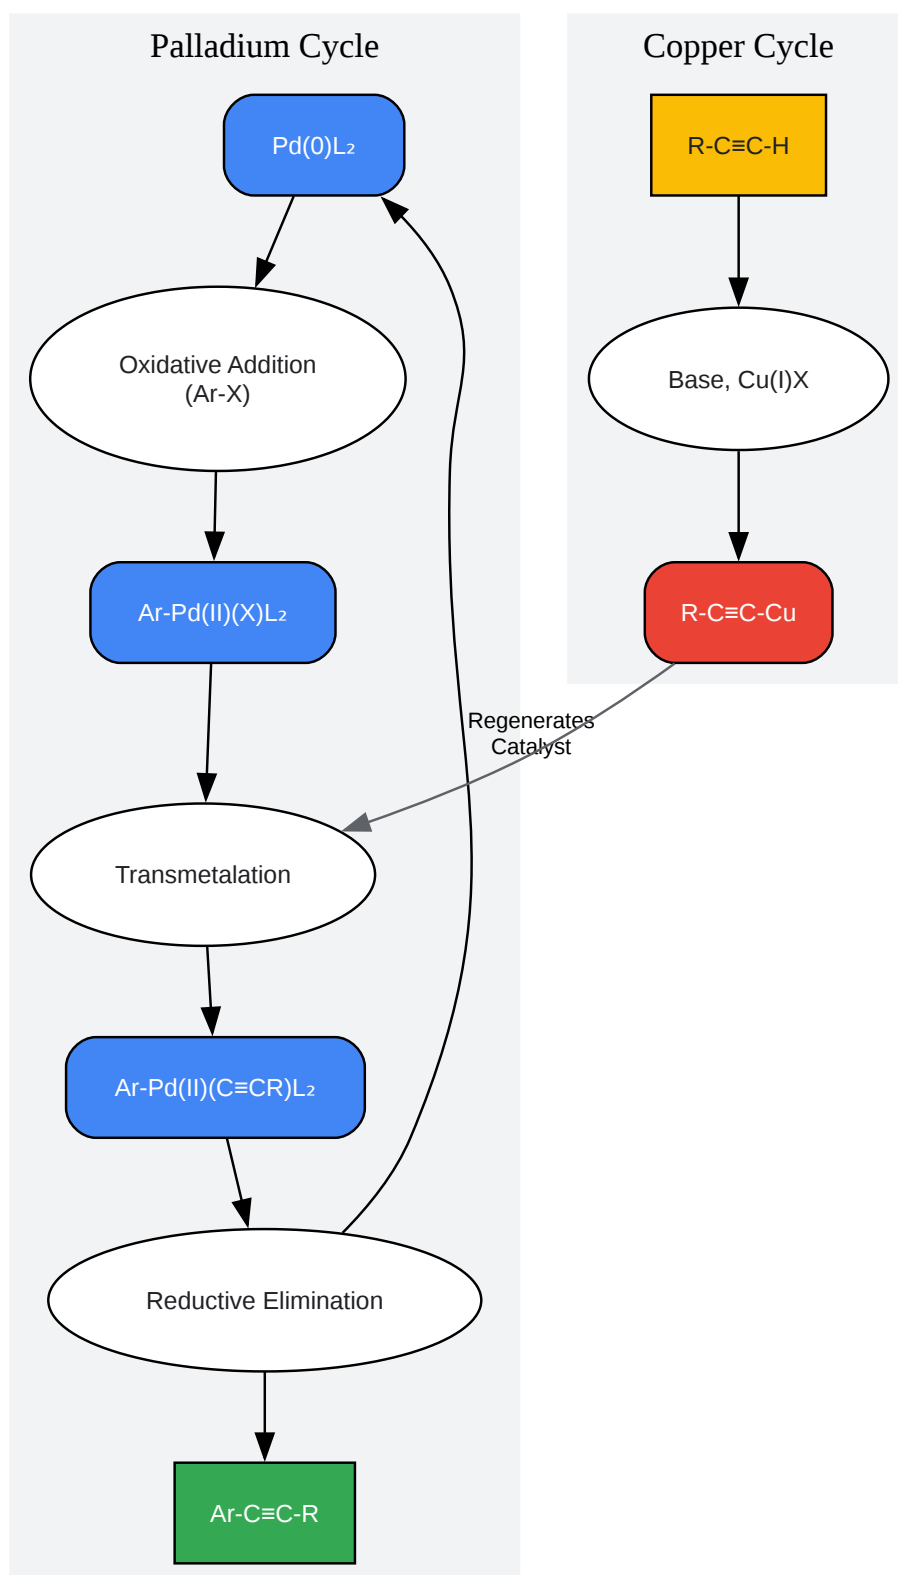 Palladium Cycle
Pd(0)L₂
Oxidative Addition
(Ar-X)
Ar-Pd(II)(X)L₂
Transmetalation
Ar-Pd(II)(C≡CR)L₂
Reductive Elimination
Ar-C≡C-R
Regenerates
Catalyst
Copper Cycle
R-C≡C-H
Base, Cu(I)X
R-C≡C-Cu